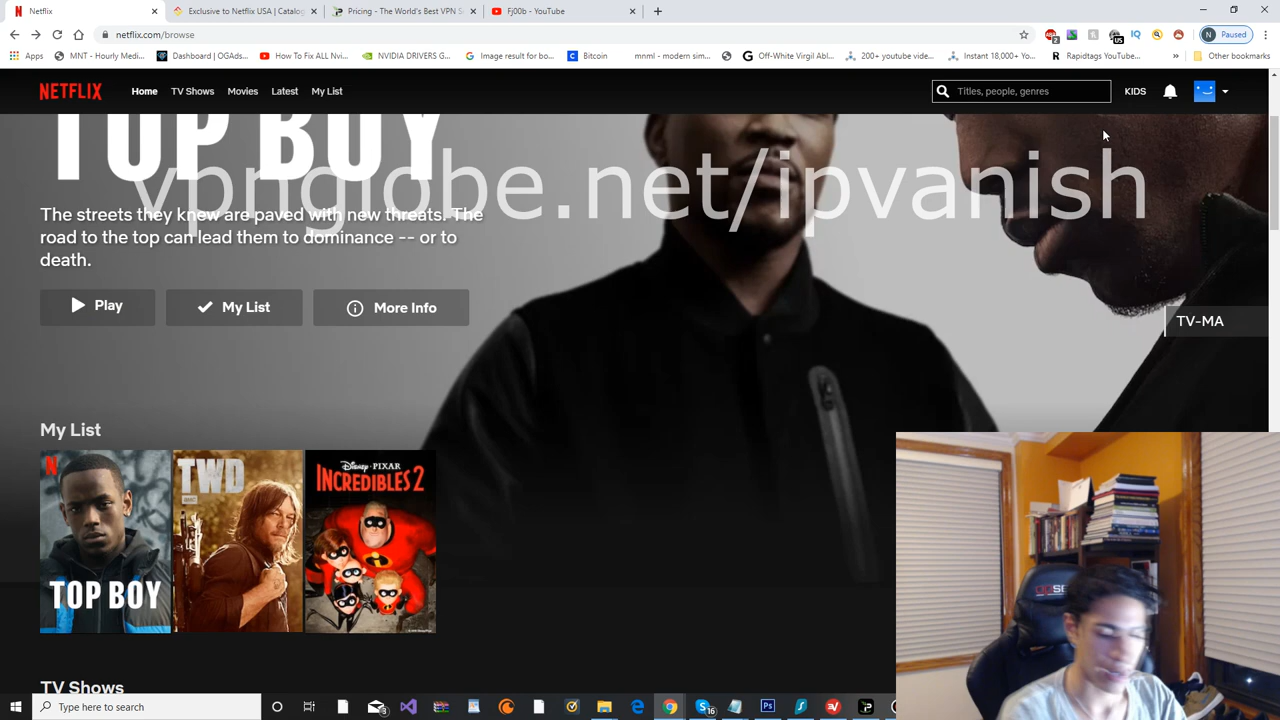 Netflix
Exclusive to Netflix USA | Catalog
Pricing - The World's Best VPN S
Fj00b - YouTube
netflix.com/browse
2
US
IQ
N Paused
Apps
MNT - Hourly Medi...
Dashboard | OGAds...
How To Fix ALL Nvi...
NVIDIA DRIVERS G...
Image result for bo...
Bitcoin
mnml - modern sim...
Off-White Virgil Abl...
200+ youtube vide...
Instant 18,000+ Yo...
Rapidtags YouTube...
»
Other bookmarks
NETFLIX
Home
TV Shows
Movies
Latest
My List
Titles, people, genres
KIDS
TOP BOY
vpnglobe.net/ipvanish
The streets they knew are paved with new threats. The
road to the top can lead them to dominance -- or to
death.
Play
My List
More Info
TV-MA
My List
TOP BOY
TWD
Disney · PIXAR
INCREDIBLES 2
TV Shows
Type here to search
16